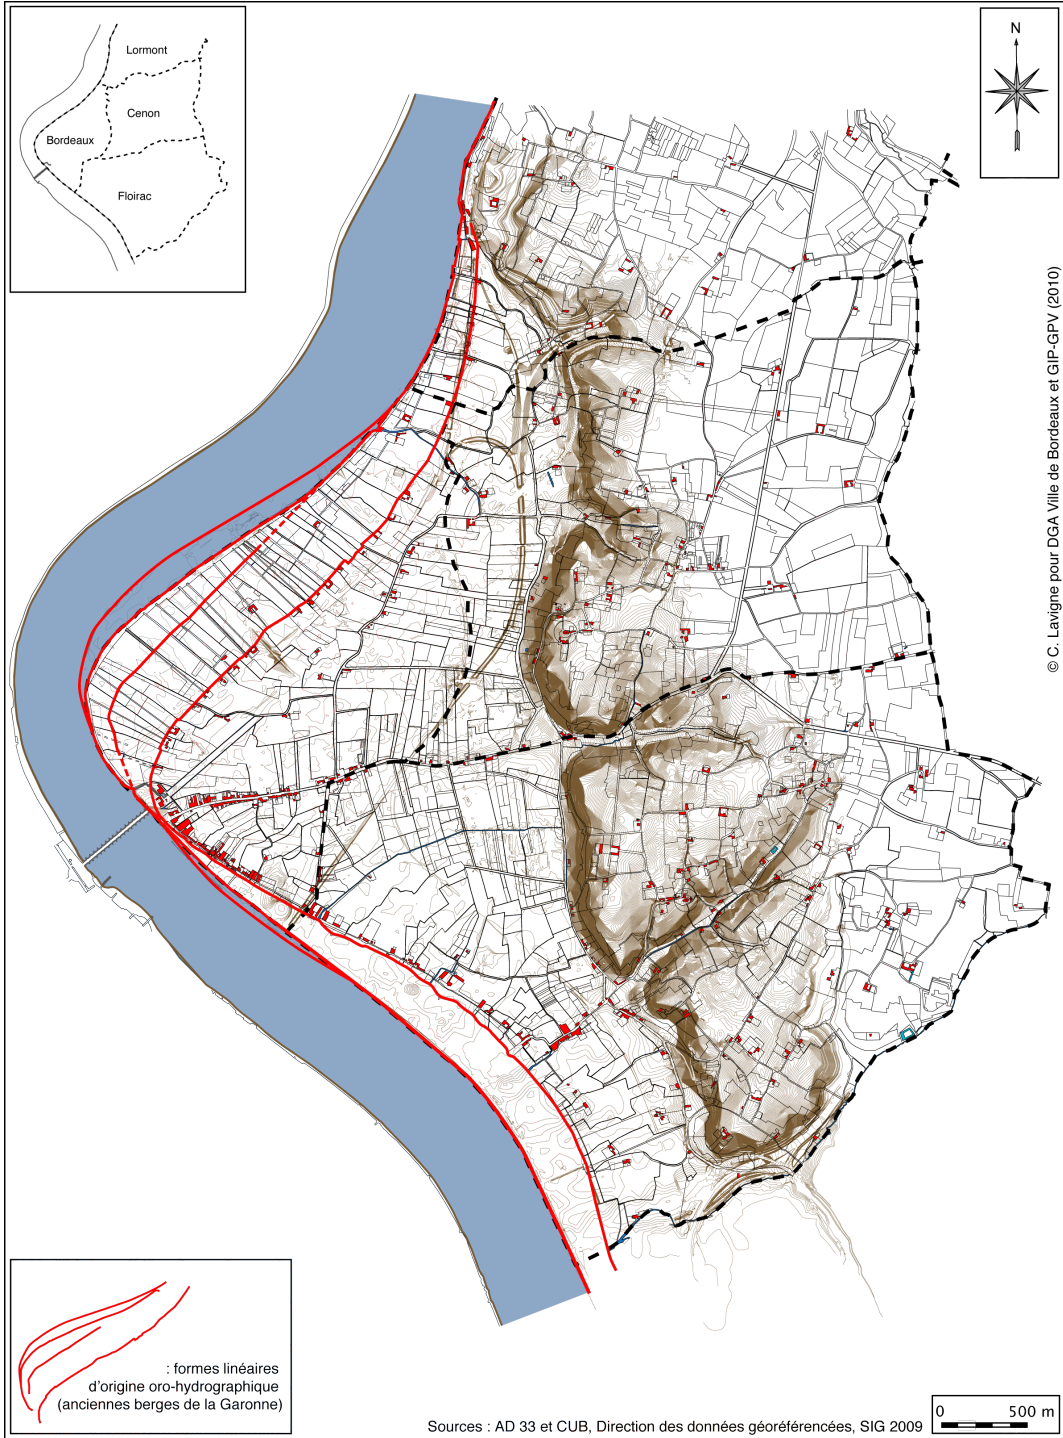 Lormont
Cenon
Bordeaux
Floirac
N
© C. Lavigne pour DGA Ville de Bordeaux et GIP-GPV (2010)
: formes linéaires
d'origine oro-hydrographique
(anciennes berges de la Garonne)
Sources : AD 33 et CUB, Direction des données géoréférencées, SIG 2009
0 500 m